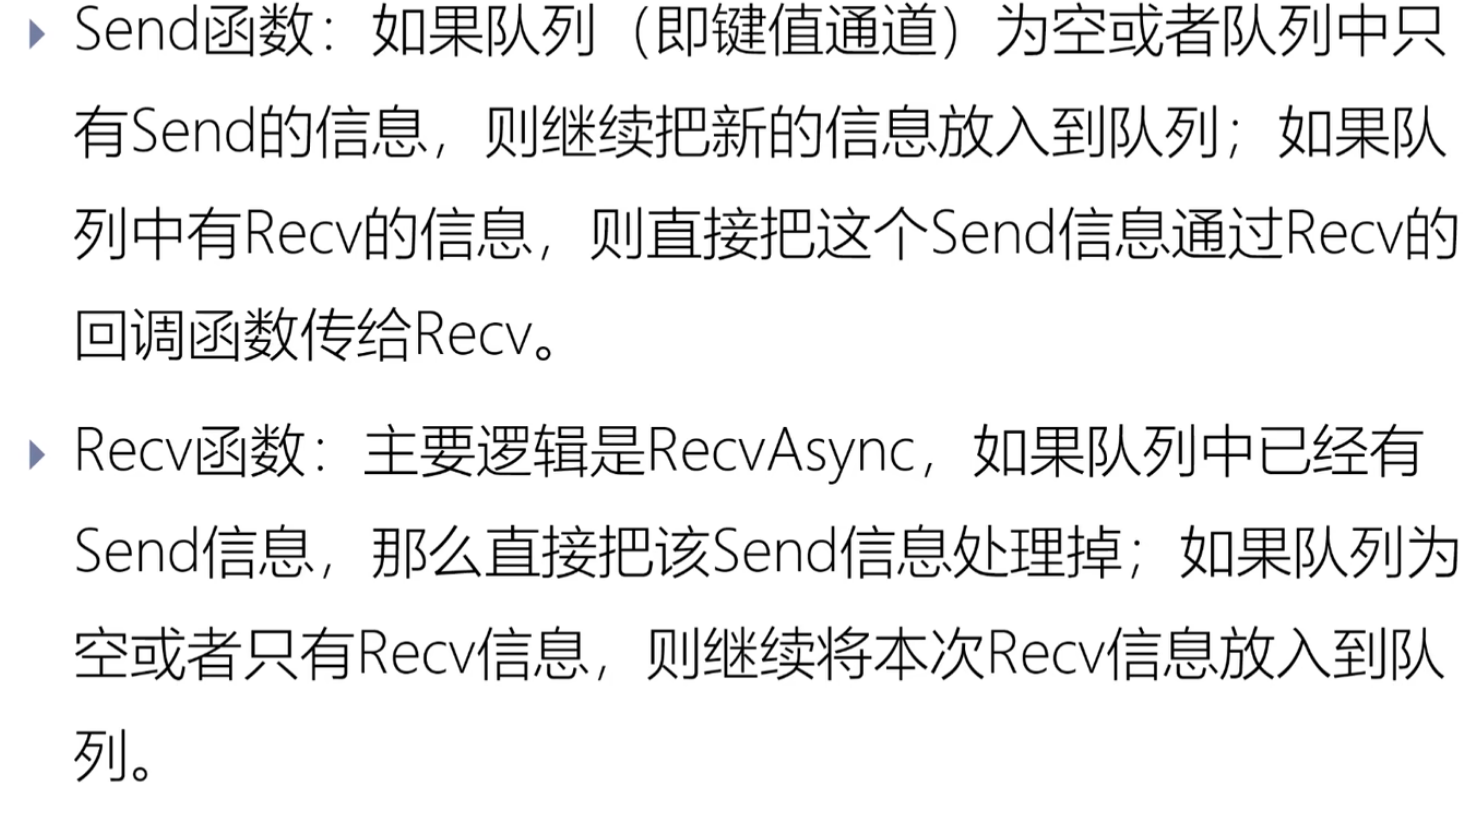 Send函数：如果队列（即键值通道）为空或者队列中只
有Send的信息，则继续把新的信息放入到队列；如果队
列中有Recv的信息，则直接把这个Send信息通过Recv的
回调函数传给Recv。
Recv函数：主要逻辑是RecvAsync，如果队列中已经有
Send信息，那么直接把该Send信息处理掉；如果队列为
空或者只有Recv信息，则继续将本次Recv信息放入到队
列。